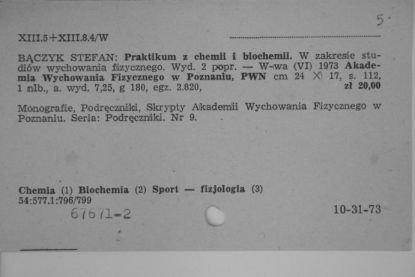 5.
XIII.5+XIII.8.4/W
BĄCZYK STEFAN: Praktikum z chemii i biochemii. W zakresie stu-
diów wychowania fizycznego. Wyd. 2 popr. — W-wa (VI) 1973 Akade-
mia Wychowania Fizycznego w Poznaniu, PWN cm 24 X 17, s. 112,
1 nlb., a. wyd. 7,25, g 180, egz. 2.820, zł 20,00
Monografie, Podręczniki, Skrypty Akademii Wychowania Fizycznego w
Poznaniu. Seria: Podręczniki. Nr 9.
Chemia (1) Biochemia (2) Sport — fizjologia (3)
54:577.1:796/799
67671-2
10-31-73